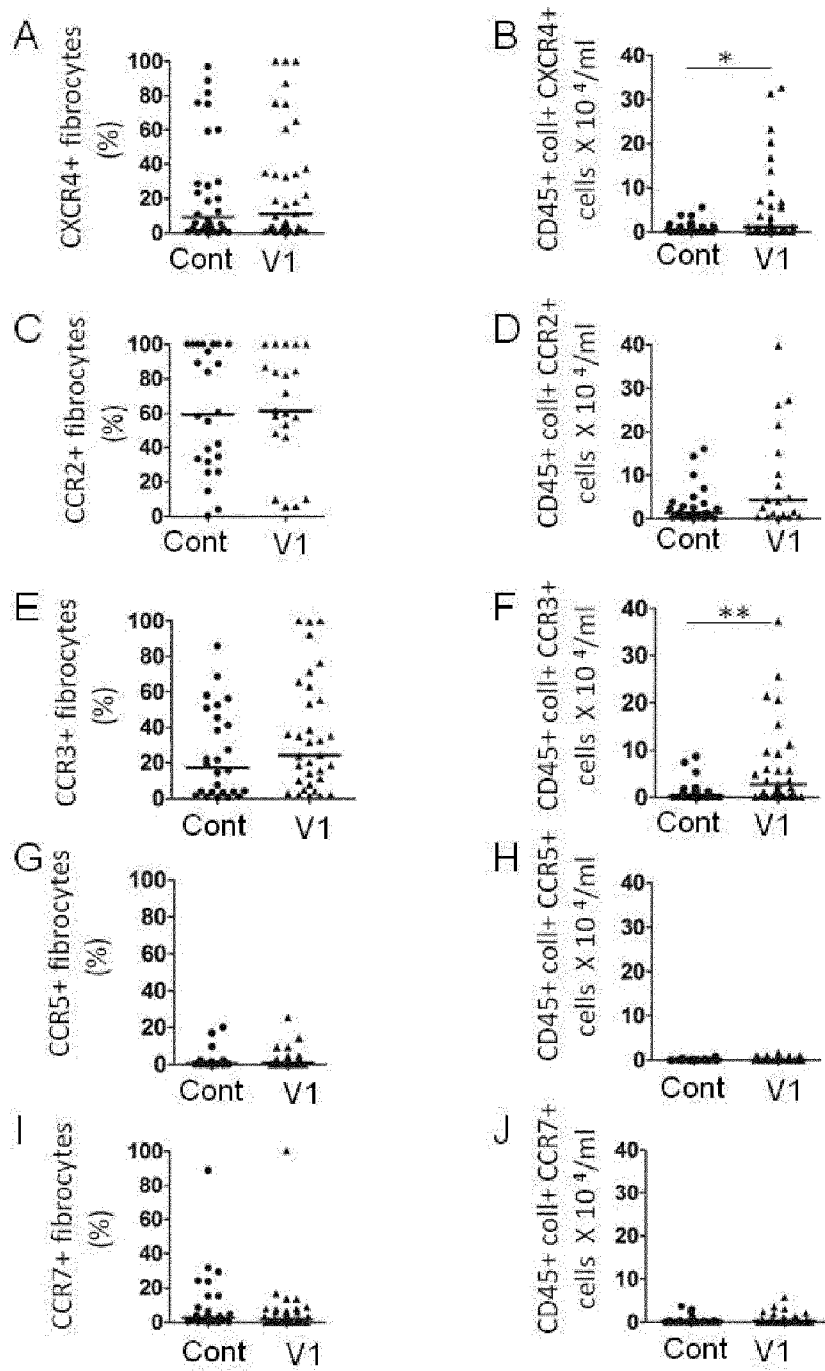 A
CXCR4+ fibrocytes
(%)
100
80
60
40
20
0
Cont V1
B
CD45+ coll+ CXCR4+
cells X 10 4/ml
40
30
20
10
0
*
Cont V1
C
CCR2+ fibrocytes
(%)
100
80
60
40
20
0
Cont V1
D
CD45+ coll+ CCR2+
cells X 10 4/ml
40
30
20
10
0
Cont V1
E
CCR3+ fibrocytes
(%)
100
80
60
40
20
0
Cont V1
F
CD45+ coll+ CCR3+
cells X 10 4/ml
40
30
20
10
0
**
Cont V1
G
CCR5+ fibrocytes
(%)
100
80
60
40
20
0
Cont V1
H
CD45+ coll+ CCR5+
cells X 10 4/ml
40
30
20
10
0
Cont V1
I
CCR7+ fibrocytes
(%)
100
80
60
40
20
0
Cont V1
J
CD45+ coll+ CCR7+
cells X 10 4/ml
40
30
20
10
0
Cont V1